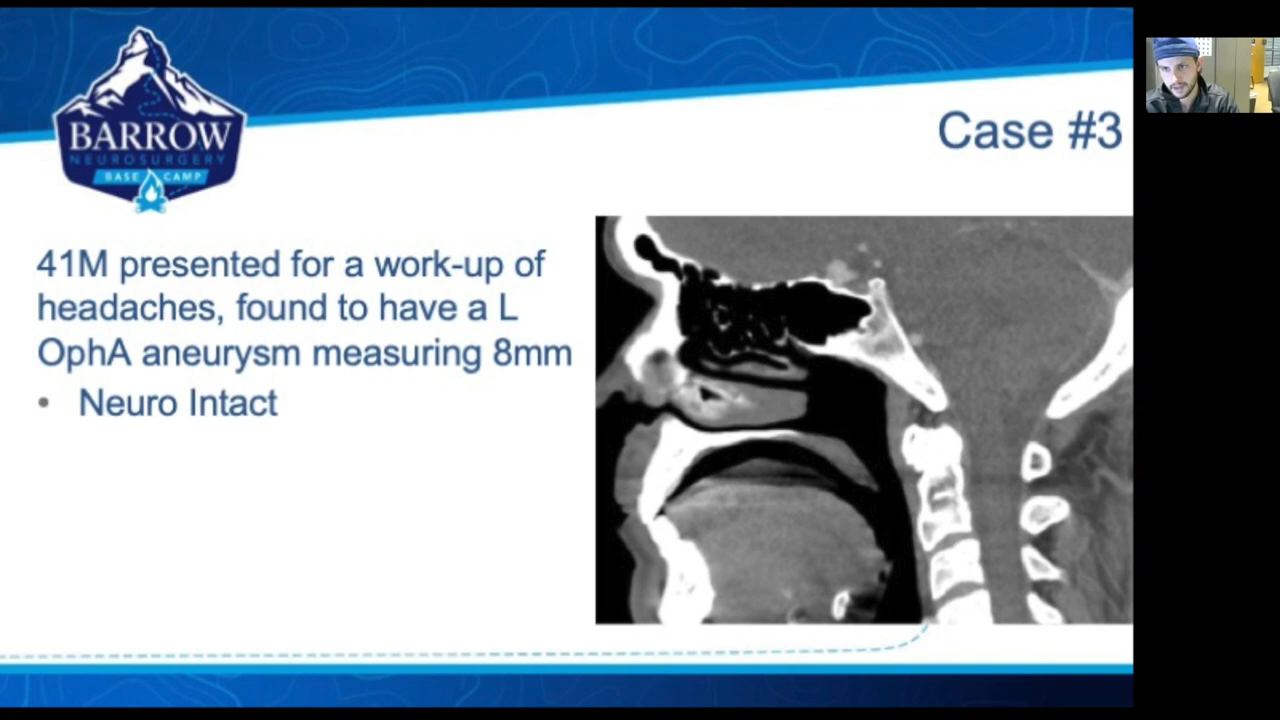 BARROW
NEUROSURGERY
BASE CAMP
Case #3
41M presented for a work-up of
headaches, found to have a L
OphA aneurysm measuring 8mm
• Neuro Intact